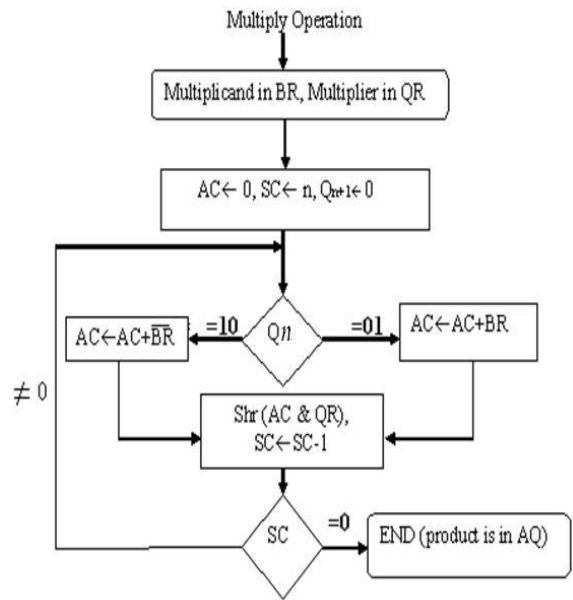 Multiply Operation
Multiplicand in BR, Multiplier in QR
AC← 0, SC← n, Qn+1← 0
=10
=01
AC←AC+B̅R̅
Qn
AC←AC+BR
≠ 0
Shr (AC & QR),
SC←SC-1
SC
=0
END (product is in AQ)